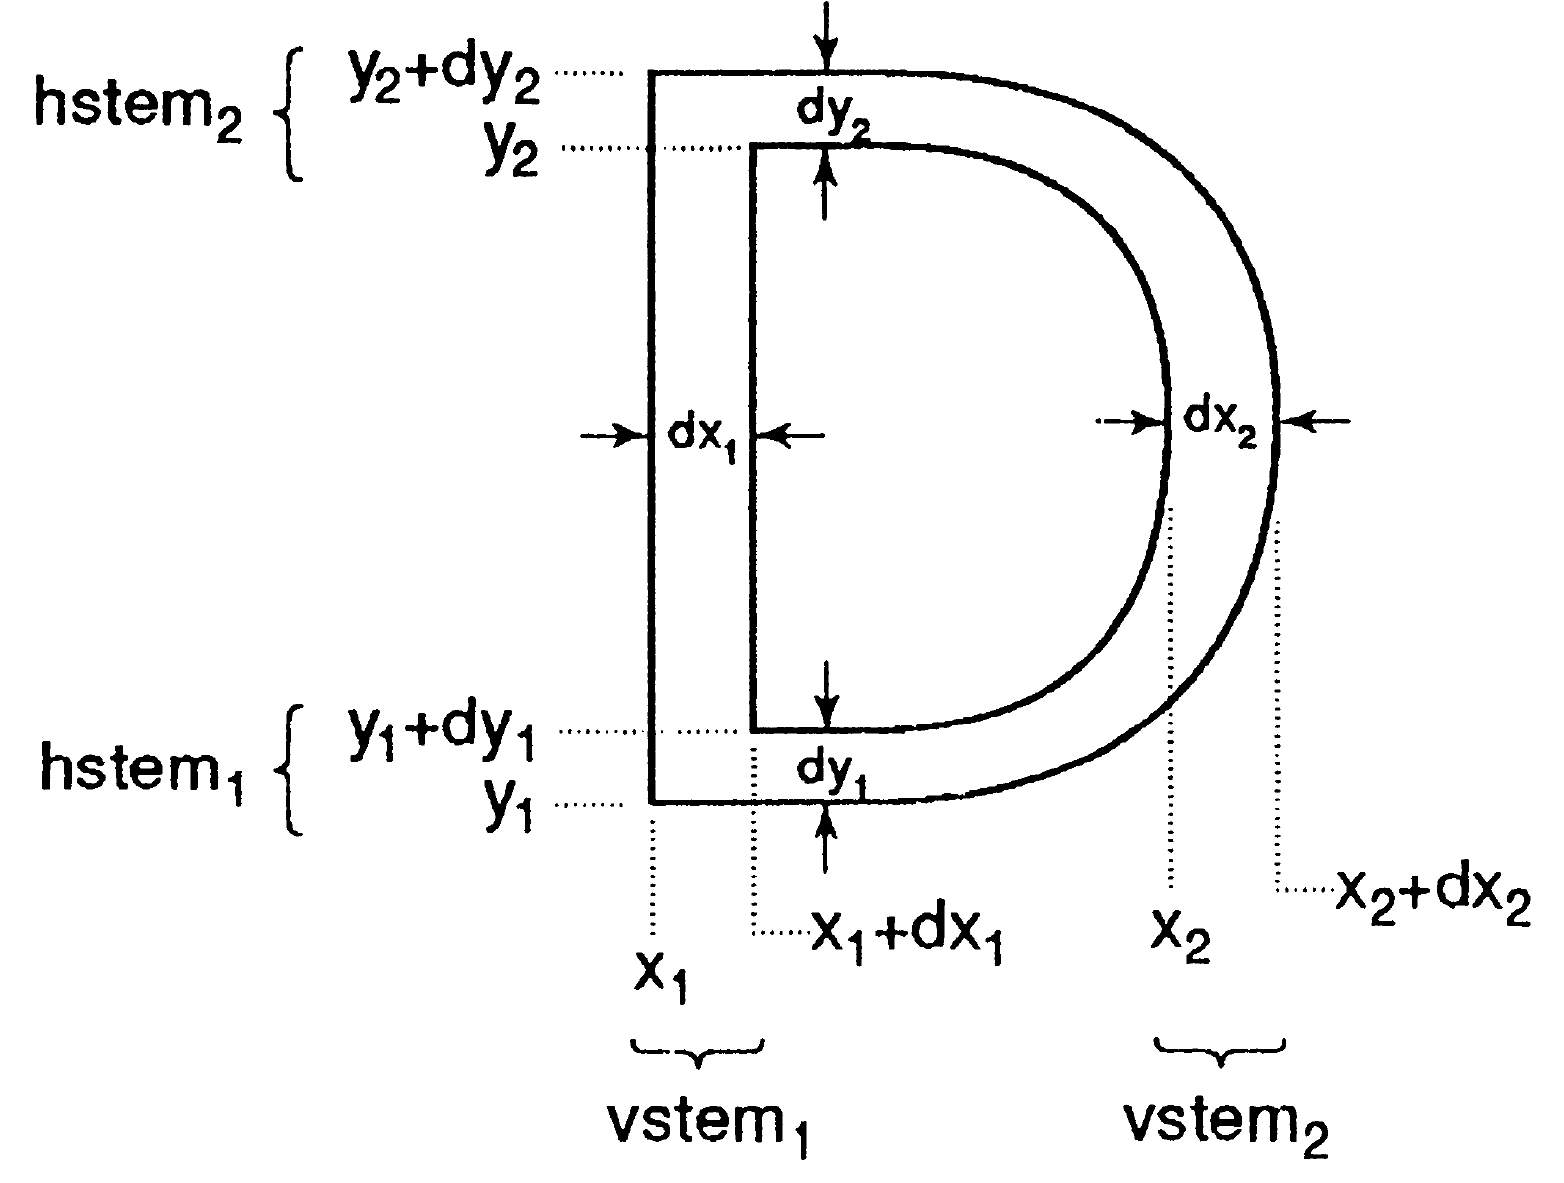 hstem₂ y₂+dy₂
y₂
dy₂
dx₁
dx₂
hstem₁ y₁+dy₁
y₁
dy₁
x₁
x₁+dx₁
x₂
x₂+dx₂
vstem₁
vstem₂